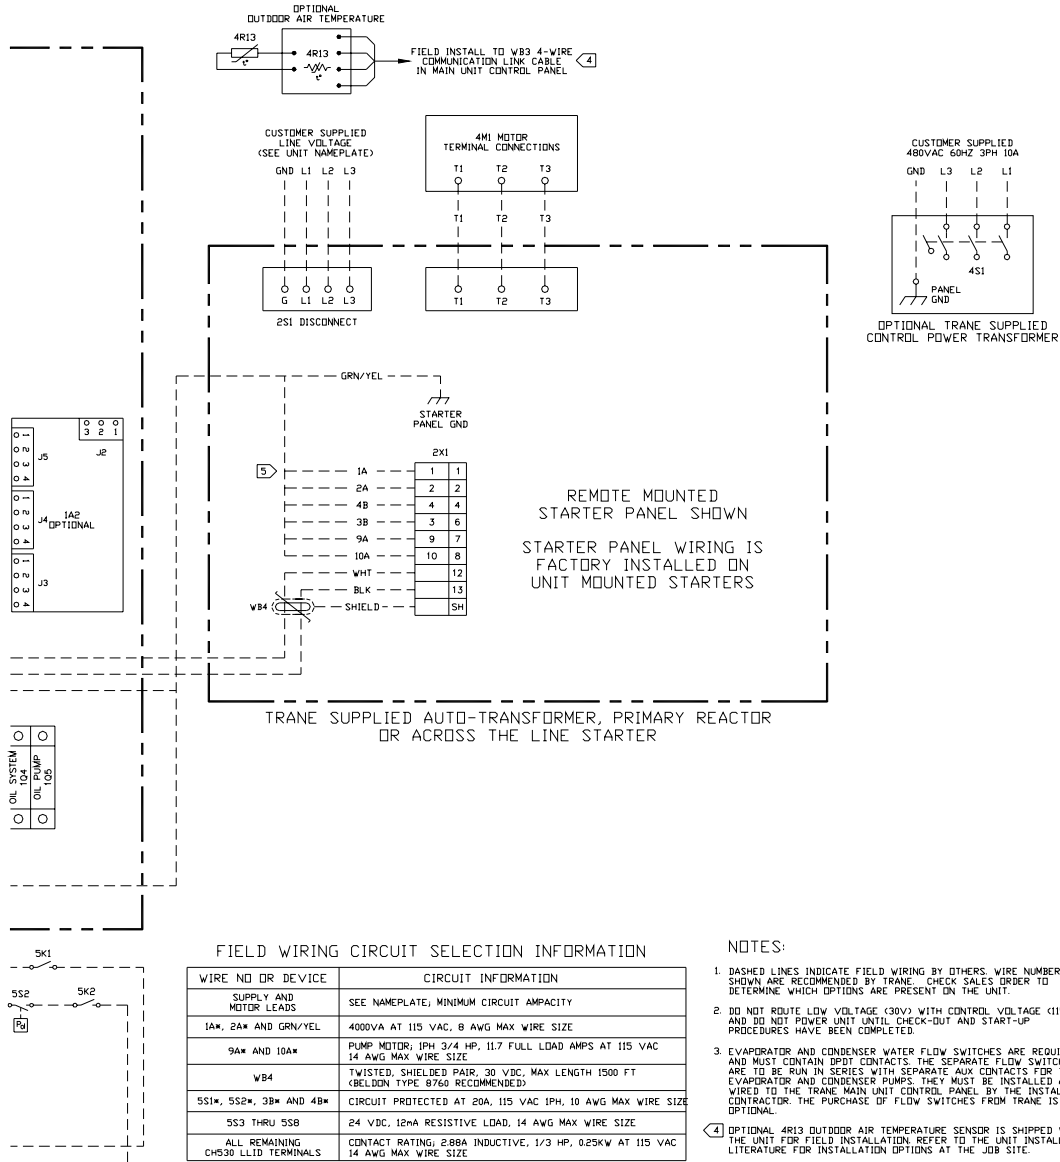 OPTIONAL
OUTDOOR AIR TEMPERATURE
4R13
4R13
t°
t°
FIELD INSTALL TO WB3 4-WIRE
COMMUNICATION LINK CABLE
IN MAIN UNIT CONTROL PANEL
4
CUSTOMER SUPPLIED
LINE VOLTAGE
(SEE UNIT NAMEPLATE)
GND L1 L2 L3
4M1 MOTOR
TERMINAL CONNECTIONS
T1 T2 T3
T1 T2 T3
CUSTOMER SUPPLIED
480VAC 60HZ 3PH 10A
GND L3 L2 L1
4S1
PANEL
GND
OPTIONAL TRANE SUPPLIED
CONTROL POWER TRANSFORMER
G L1 L2 L3
2S1 DISCONNECT
T1 T2 T3
GRN/YEL
STARTER
PANEL GND
2X1
5
1A 1 1
2A 2 2
4B 4 4
3B 3 6
9A 9 7
10A 10 8
WHT 12
BLK 13
WB4 SHIELD SH
REMOTE MOUNTED
STARTER PANEL SHOWN
STARTER PANEL WIRING IS
FACTORY INSTALLED ON
UNIT MOUNTED STARTERS
3 2 1
J2
1 2 3 4
J5
1 2 3 4
J4
1A2
OPTIONAL
1 2 3 4
J3
TRANE SUPPLIED AUTO-TRANSFORMER, PRIMARY REACTOR
OR ACROSS THE LINE STARTER
OIL SYSTEM
1Q4
OIL PUMP
1Q5
5K1
5S2
5K2
Pd
FIELD WIRING CIRCUIT SELECTION INFORMATION
WIRE NO OR DEVICE CIRCUIT INFORMATION
SUPPLY AND
MOTOR LEADS
SEE NAMEPLATE; MINIMUM CIRCUIT AMPACITY
1A*, 2A* AND GRN/YEL 4000VA AT 115 VAC, 8 AWG MAX WIRE SIZE
9A* AND 10A*
PUMP MOTOR; 1PH 3/4 HP, 11.7 FULL LOAD AMPS AT 115 VAC
14 AWG MAX WIRE SIZE
WB4
TWISTED, SHIELDED PAIR, 30 VDC, MAX LENGTH 1500 FT
(BELDON TYPE 8760 RECOMMENDED)
5S1*, 5S2*, 3B* AND 4B* CIRCUIT PROTECTED AT 20A, 115 VAC 1PH, 10 AWG MAX WIRE SIZE
5S3 THRU 5S8 24 VDC, 12mA RESISTIVE LOAD, 14 AWG MAX WIRE SIZE
ALL REMAINING
CH530 LLID TERMINALS
CONTACT RATING; 2.88A INDUCTIVE, 1/3 HP, 0.25KW AT 115 VAC
14 AWG MAX WIRE SIZE
NOTES:
1. DASHED LINES INDICATE FIELD WIRING BY OTHERS. WIRE NUMBER
SHOWN ARE RECOMMENDED BY TRANE. CHECK SALES ORDER TO
DETERMINE WHICH OPTIONS ARE PRESENT ON THE UNIT.
2. DO NOT ROUTE LOW VOLTAGE (30V) WITH CONTROL VOLTAGE (11
AND DO NOT POWER UNIT UNTIL CHECK-OUT AND START-UP
PROCEDURES HAVE BEEN COMPLETED.
3. EVAPORATOR AND CONDENSER WATER FLOW SWITCHES ARE REQUI
AND MUST CONTAIN DPDT CONTACTS. THE SEPARATE FLOW SWITC
ARE TO BE RUN IN SERIES WITH SEPARATE AUX CONTACTS FOR
EVAPORATOR AND CONDENSER PUMPS. THEY MUST BE INSTALLED
WIRED TO THE TRANE MAIN UNIT CONTROL PANEL BY THE INSTAL
CONTRACTOR. THE PURCHASE OF FLOW SWITCHES FROM TRANE IS
OPTIONAL.
4 OPTIONAL 4R13 OUTDOOR AIR TEMPERATURE SENSOR IS SHIPPED
THE UNIT FOR FIELD INSTALLATION. REFER TO THE UNIT INSTALL
LITERATURE FOR INSTALLATION OPTIONS AT THE JOB SITE.